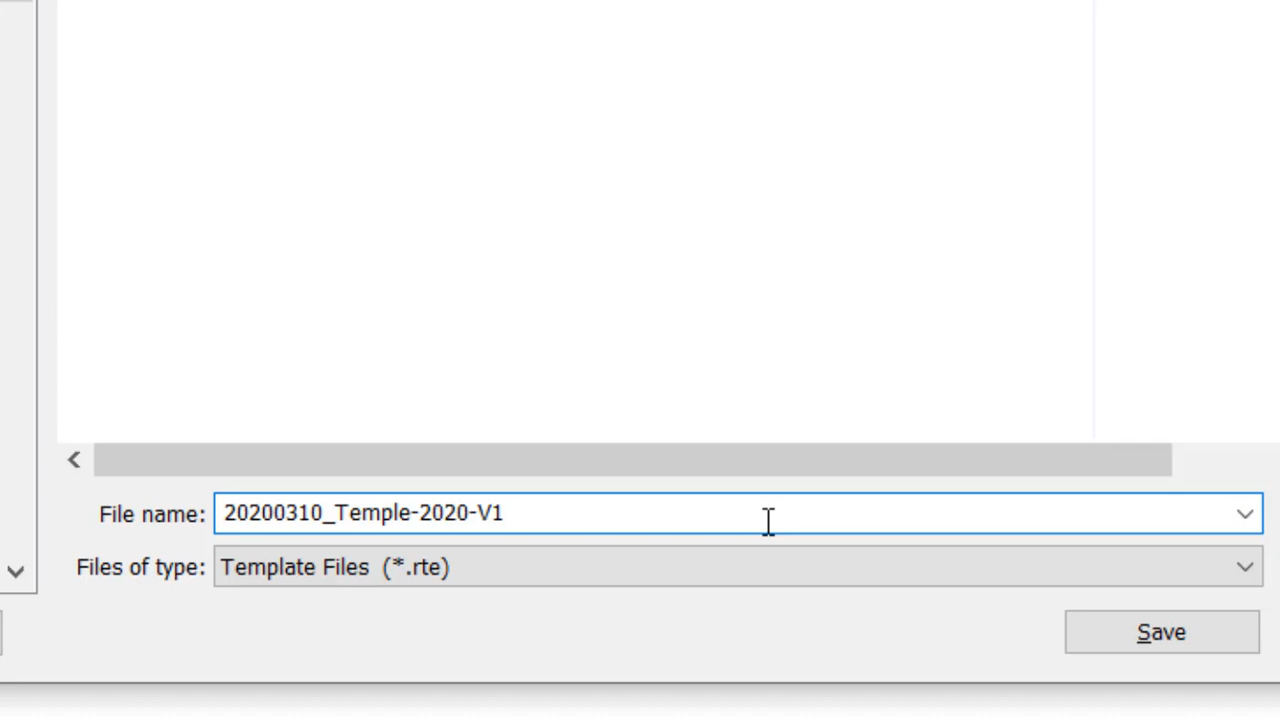 File name: 20200310_Temple-2020-V1
Files of type: Template Files (*.rte)
Save